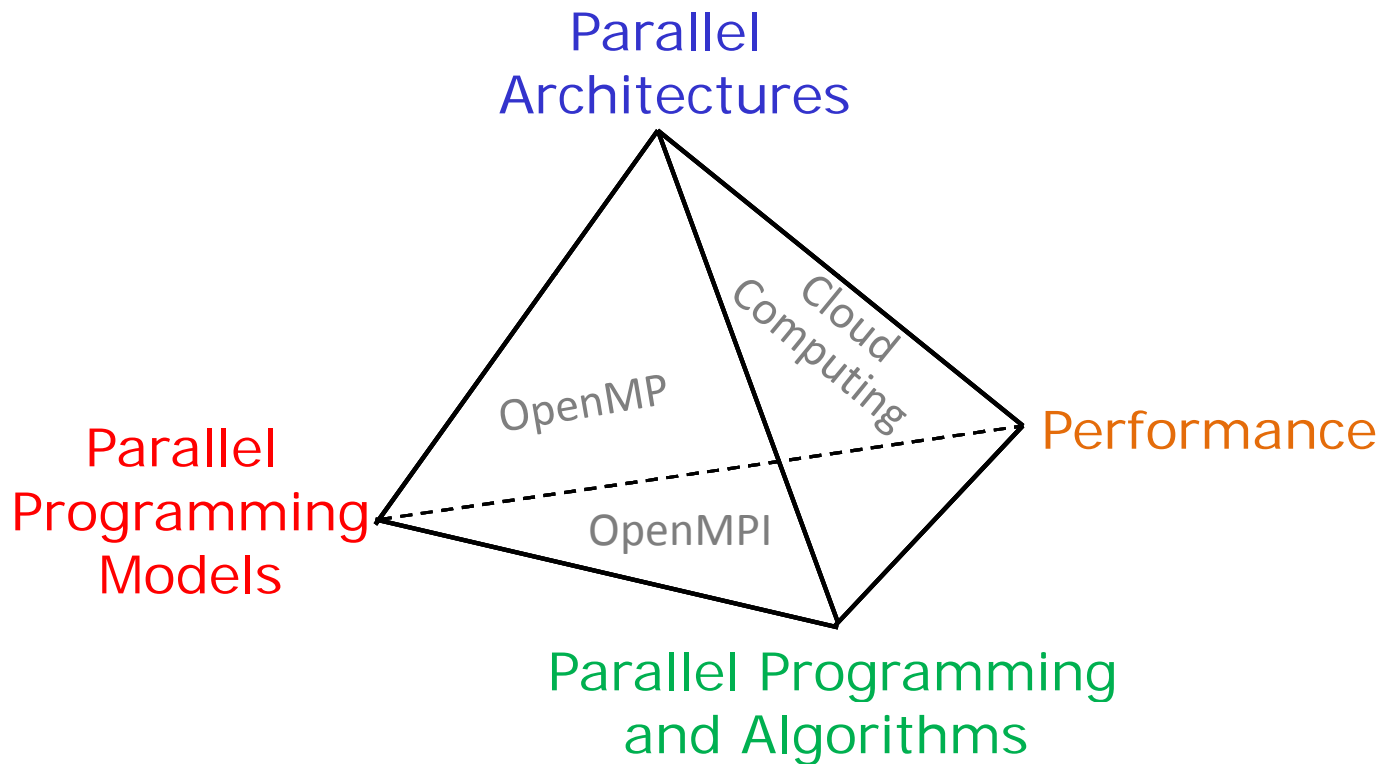 Parallel
Architectures
Cloud
Computing
OpenMP
Performance
Parallel
Programming
Models
OpenMPI
Parallel Programming
and Algorithms